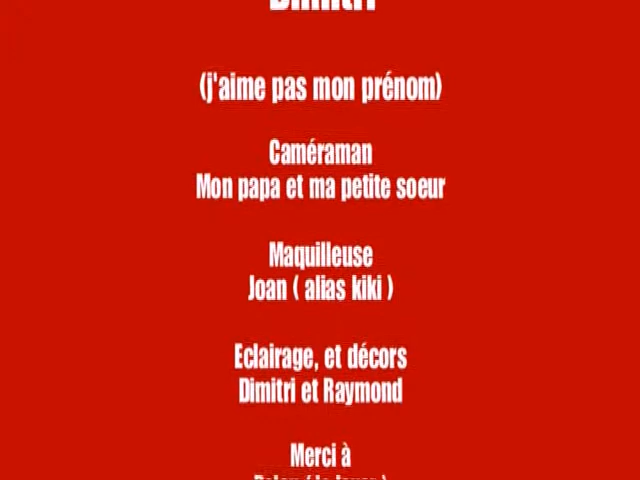 Dimitri
(j'aime pas mon prénom)
Caméraman
Mon papa et ma petite soeur
Maquilleuse
Joan ( alias kiki )
Eclairage, et décors
Dimitri et Raymond
Merci à